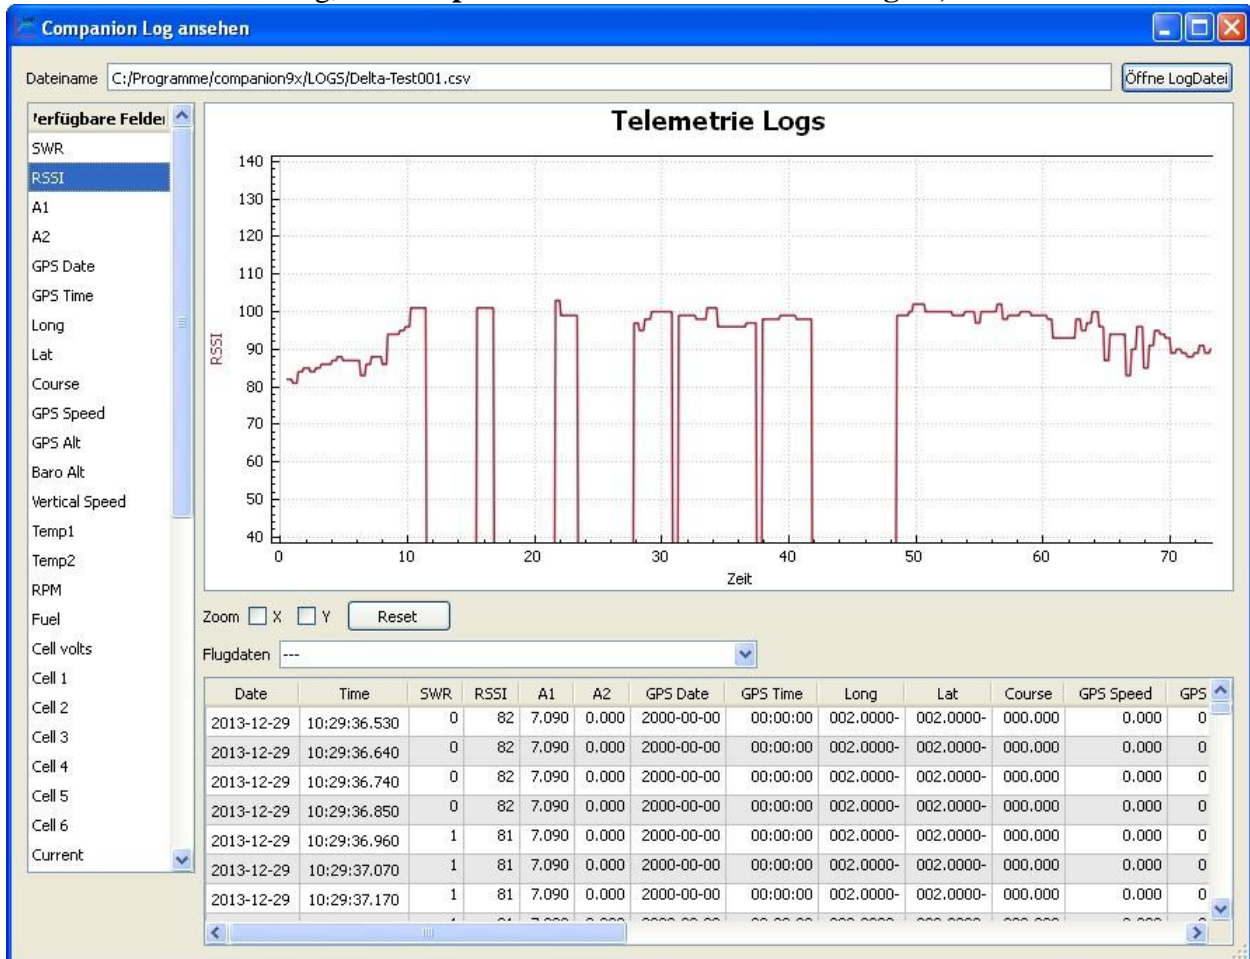 Companion Log ansehen
Dateiname C:/Programme/companion9x/LOGS/Delta-Test001.csv Öffne LogDatei
SWR
RSSI
A1
A2
GPS Date
GPS Time
Long
Lat
Course
GPS Speed
GPS Alt
Baro Alt
Vertical Speed
Temp1
Temp2
RPM
Fuel
Cell volts
Cell 1
Cell 2
Cell 3
Cell 4
Cell 5
Cell 6
Current
Telemetrie Logs
140
130
120
110
100
90
80
70
60
50
40
RSSI
0 10 20 30 40 50 60 70
Zeit
Zoom X Y Reset
Flugdaten ---
Date Time SWR RSSI A1 A2 GPS Date GPS Time Long Lat Course GPS Speed GPS
2013-12-29 10:29:36.530 0 82 7.090 0.000 2000-00-00 00:00:00 002.0000- 002.0000- 000.000 0.000 0
2013-12-29 10:29:36.640 0 82 7.090 0.000 2000-00-00 00:00:00 002.0000- 002.0000- 000.000 0.000 0
2013-12-29 10:29:36.740 0 82 7.090 0.000 2000-00-00 00:00:00 002.0000- 002.0000- 000.000 0.000 0
2013-12-29 10:29:36.850 0 82 7.090 0.000 2000-00-00 00:00:00 002.0000- 002.0000- 000.000 0.000 0
2013-12-29 10:29:36.960 1 81 7.090 0.000 2000-00-00 00:00:00 002.0000- 002.0000- 000.000 0.000 0
2013-12-29 10:29:37.070 1 81 7.090 0.000 2000-00-00 00:00:00 002.0000- 002.0000- 000.000 0.000 0
2013-12-29 10:29:37.170 1 81 7.090 0.000 2000-00-00 00:00:00 002.0000- 002.0000- 000.000 0.000 0